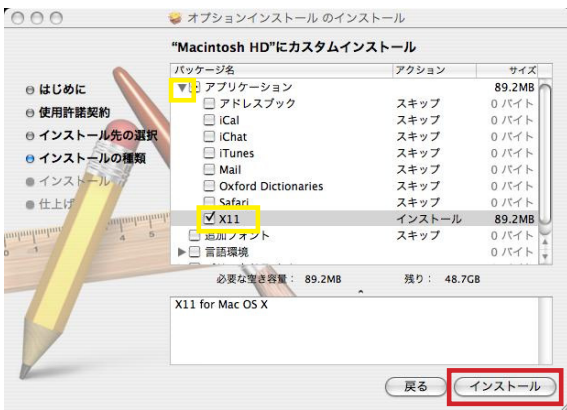 オプションインストール のインストール
"Macintosh HD"にカスタムインストール
はじめに
使用許諾契約
インストール先の選択
インストールの種類
インストール
仕上げ
パッケージ名 アクション サイズ
アプリケーション 89.2MB
アドレスブック スキップ 0 バイト
iCal スキップ 0 バイト
iChat スキップ 0 バイト
iTunes スキップ 0 バイト
Mail スキップ 0 バイト
Oxford Dictionaries スキップ 0 バイト
Safari スキップ 0 バイト
X11 インストール 89.2MB
追加フォント スキップ 0 バイト
言語環境 0 バイト
必要な空き容量： 89.2MB 残り： 48.7GB
X11 for Mac OS X
戻る インストール